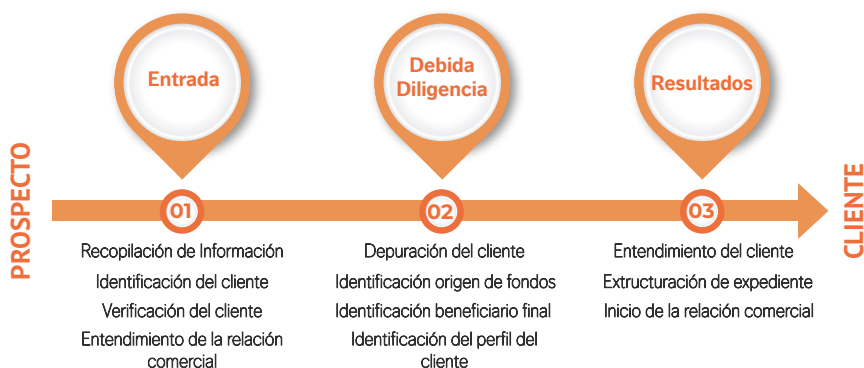 PROSPECTO
Entrada
01
Recopilación de Información
Identificación del cliente
Verificación del cliente
Entendimiento de la relación
comercial
Debida
Diligencia
02
Depuración del cliente
Identificación origen de fondos
Identificación beneficiario final
Identificación del perfil del
cliente
Resultados
03
Entendimiento del cliente
Extructuración de expediente
Inicio de la relación comercial
CLIENTE